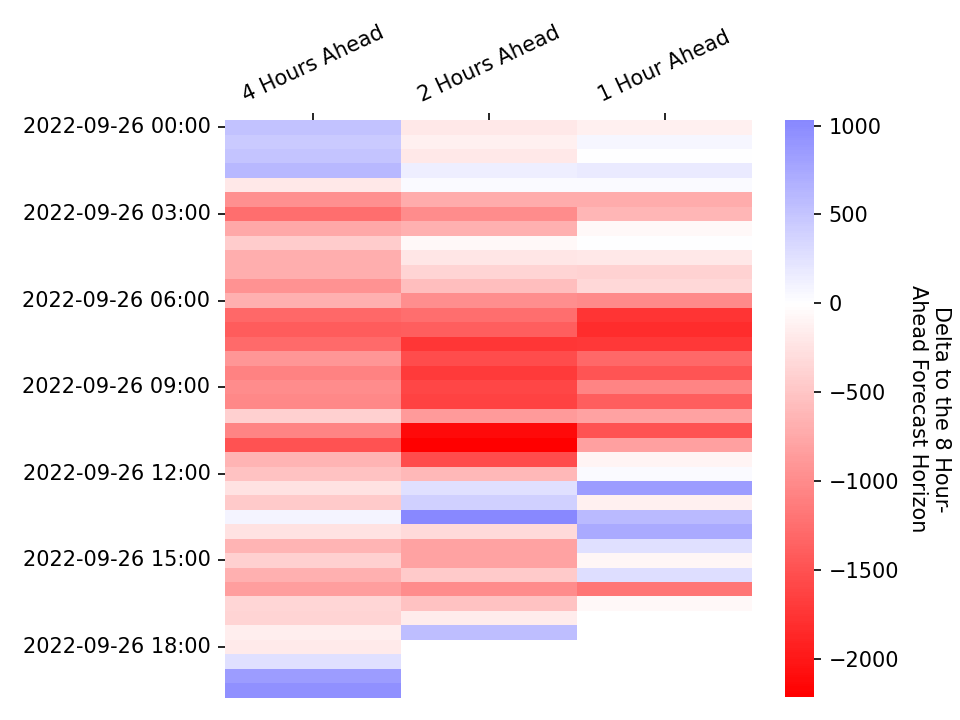 4 Hours Ahead
2 Hours Ahead
1 Hour Ahead
2022-09-26 00:00
2022-09-26 03:00
2022-09-26 06:00
2022-09-26 09:00
2022-09-26 12:00
2022-09-26 15:00
2022-09-26 18:00
1000
500
0
−500
−1000
−1500
−2000
Delta to the 8 Hour-
Ahead Forecast Horizon